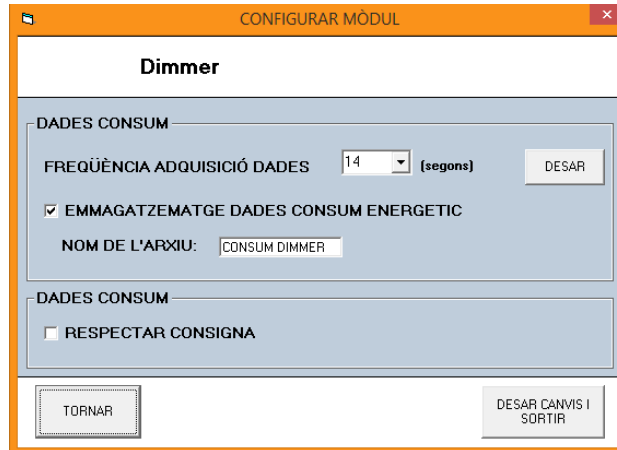 CONFIGURAR MÒDUL
Dimmer
DADES CONSUM
FREQÜÈNCIA ADQUISICIÓ DADES 14 (segons) DESAR
EMMAGATZEMATGE DADES CONSUM ENERGETIC
NOM DE L'ARXIU: CONSUM DIMMER
DADES CONSUM
RESPECTAR CONSIGNA
TORNAR
DESAR CANVIS I
SORTIR